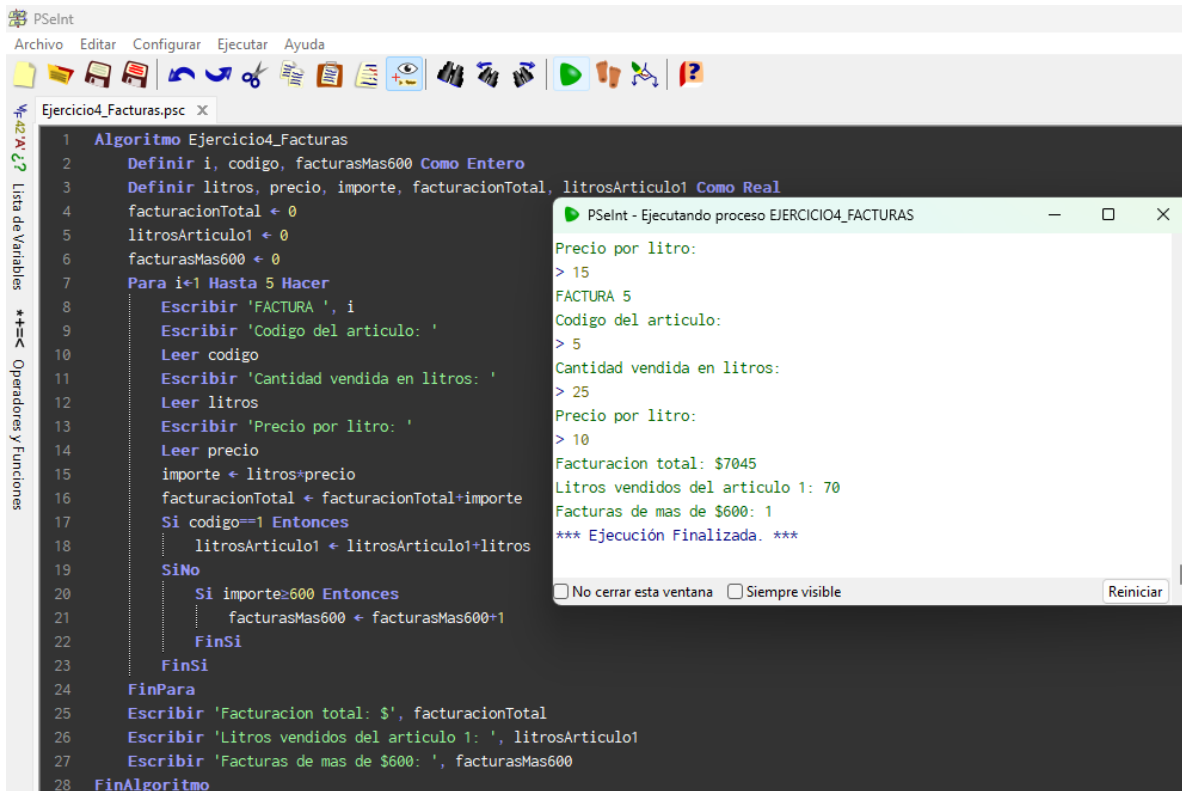 PSeInt
Archivo Editar Configurar Ejecutar Ayuda
Ejercicio4_Facturas.psc X
42 'A' ¿? Lista de Variables
*+=< Operadores y Funciones
1 Algoritmo Ejercicio4_Facturas
2 Definir i, codigo, facturasMas600 Como Entero
3 Definir litros, precio, importe, facturacionTotal, litrosArticulo1 Como Real
4 facturacionTotal ← 0
5 litrosArticulo1 ← 0
6 facturasMas600 ← 0
7 Para i←1 Hasta 5 Hacer
8 Escribir 'FACTURA ', i
9 Escribir 'Codigo del articulo: '
10 Leer codigo
11 Escribir 'Cantidad vendida en litros: '
12 Leer litros
13 Escribir 'Precio por litro: '
14 Leer precio
15 importe ← litros*precio
16 facturacionTotal ← facturacionTotal+importe
17 Si codigo==1 Entonces
18 litrosArticulo1 ← litrosArticulo1+litros
19 SiNo
20 Si importe≥600 Entonces
21 facturasMas600 ← facturasMas600+1
22 FinSi
23 FinSi
24 FinPara
25 Escribir 'Facturacion total: $', facturacionTotal
26 Escribir 'Litros vendidos del articulo 1: ', litrosArticulo1
27 Escribir 'Facturas de mas de $600: ', facturasMas600
28 FinAlgoritmo
PSeInt - Ejecutando proceso EJERCICIO4_FACTURAS
Precio por litro:
> 15
FACTURA 5
Codigo del articulo:
> 5
Cantidad vendida en litros:
> 25
Precio por litro:
> 10
Facturacion total: $7045
Litros vendidos del articulo 1: 70
Facturas de mas de $600: 1
*** Ejecución Finalizada. ***
No cerrar esta ventana Siempre visible Reiniciar